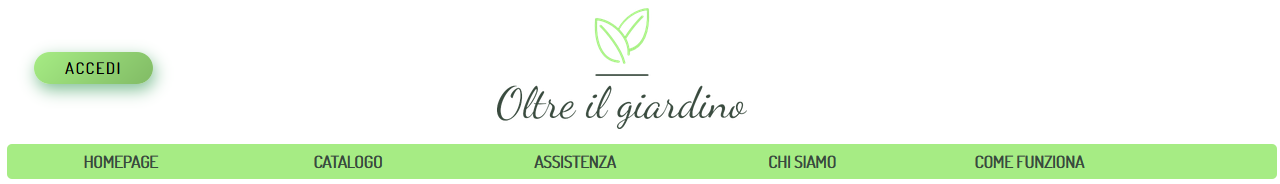 ACCEDI
Oltre il giardino
HOMEPAGE CATALOGO ASSISTENZA CHI SIAMO COME FUNZIONA